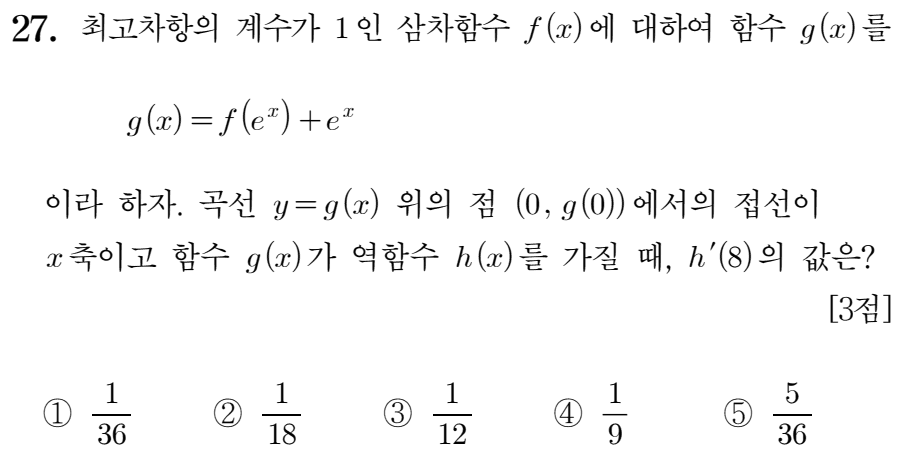 27. 최고차항의 계수가 1인 삼차함수 f(x)에 대하여 함수 g(x)를
g(x)=f(e^x)+e^x
이라 하자. 곡선 y=g(x) 위의 점 (0, g(0))에서의 접선이
x축이고 함수 g(x)가 역함수 h(x)를 가질 때, h′(8)의 값은?
[3점]
① 1/36 ② 1/18 ③ 1/12 ④ 1/9 ⑤ 5/36